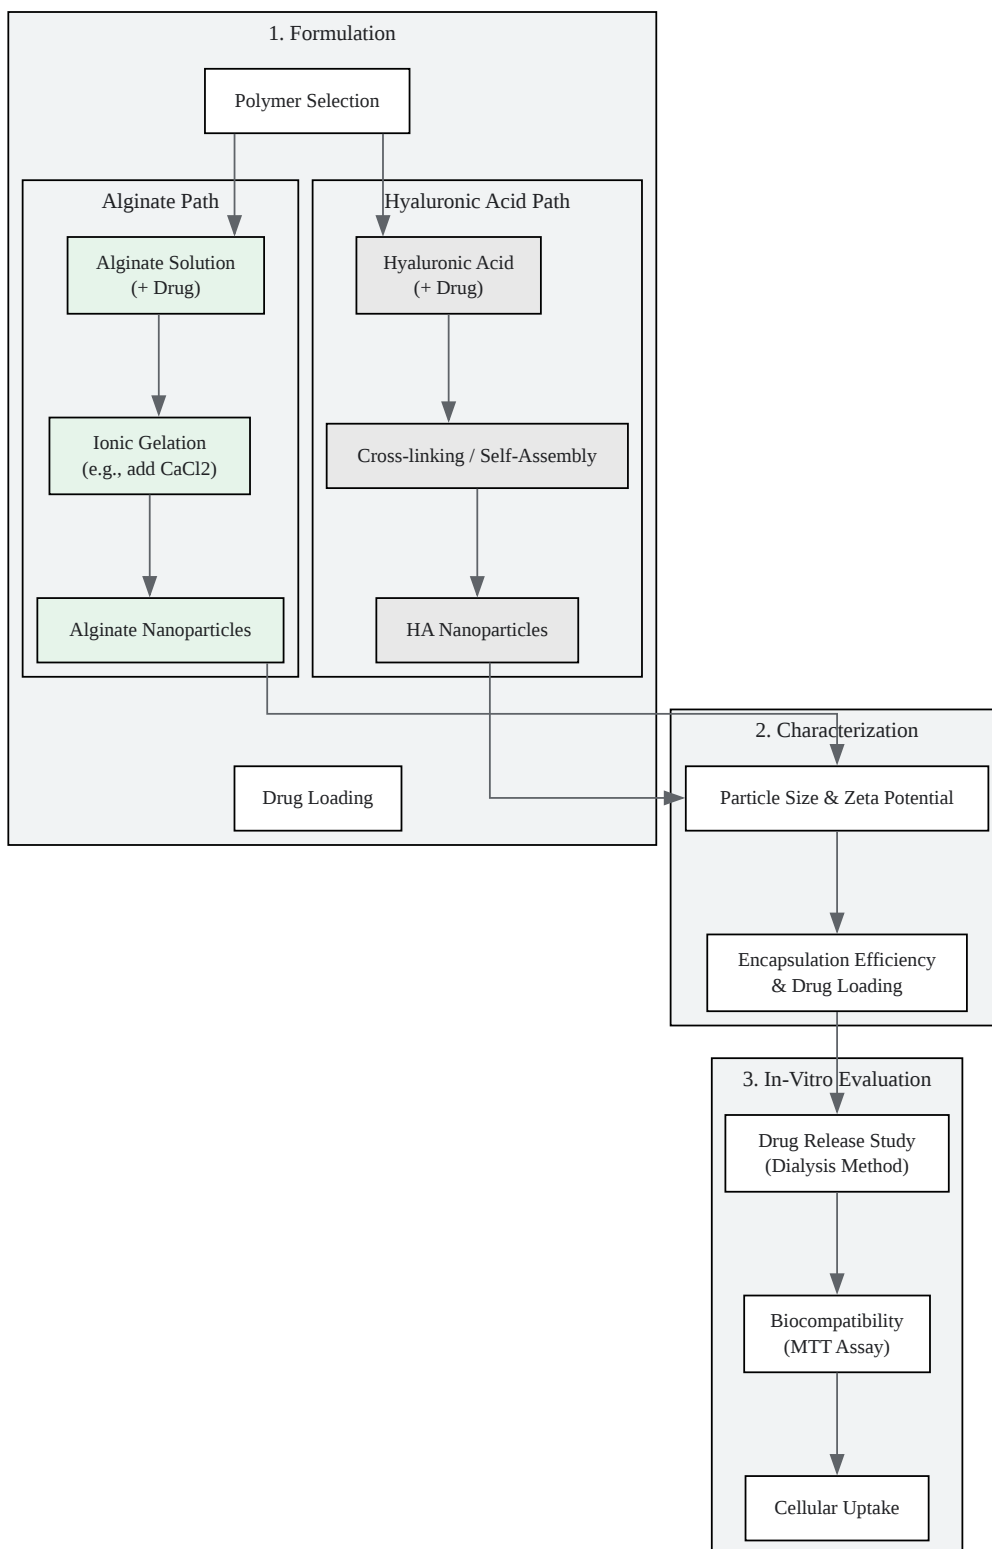 1. Formulation
Polymer Selection
Alginate Path
Hyaluronic Acid Path
Alginate Solution
(+ Drug)
Hyaluronic Acid
(+ Drug)
Ionic Gelation
(e.g., add CaCl2)
Cross-linking / Self-Assembly
Alginate Nanoparticles
HA Nanoparticles
Drug Loading
2. Characterization
Particle Size & Zeta Potential
Encapsulation Efficiency
& Drug Loading
3. In-Vitro Evaluation
Drug Release Study
(Dialysis Method)
Biocompatibility
(MTT Assay)
Cellular Uptake